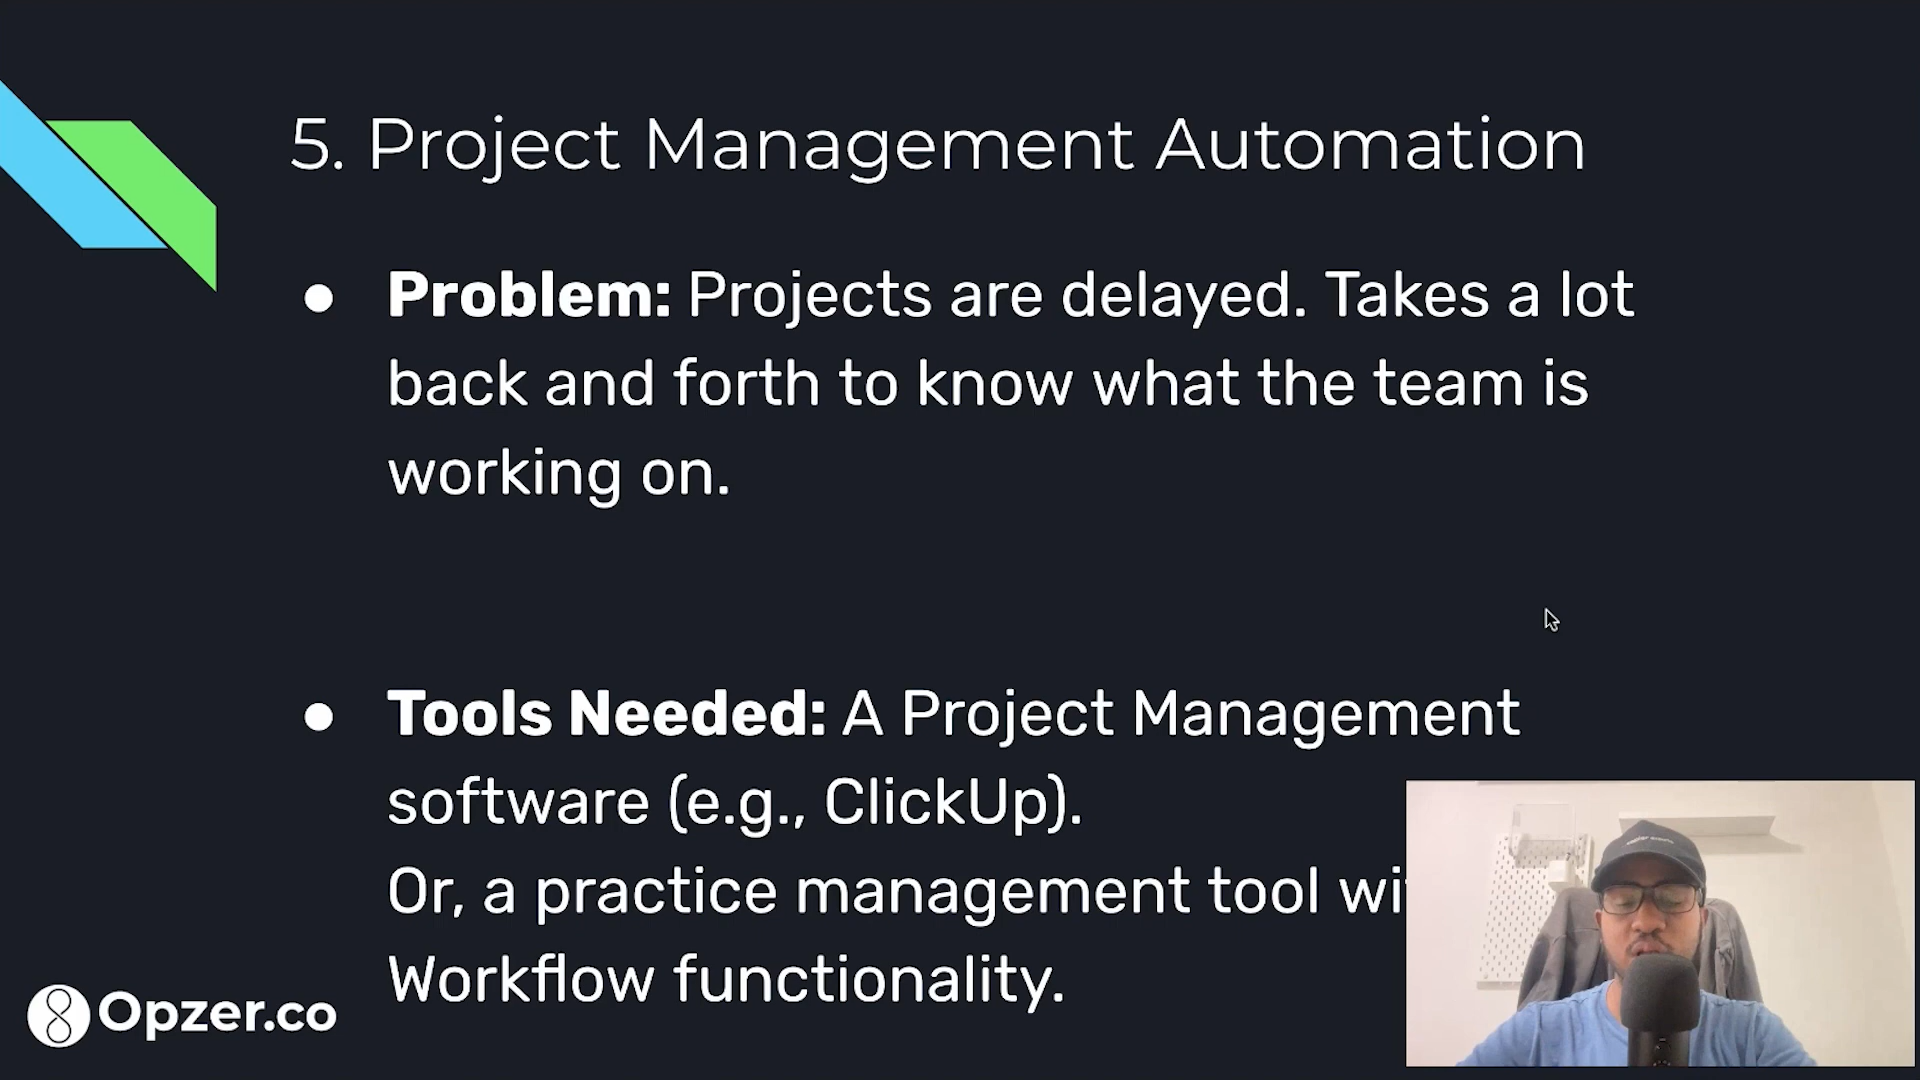 5. Project Management Automation
● Problem: Projects are delayed. Takes a lot
back and forth to know what the team is
working on.
● Tools Needed: A Project Management
software (e.g., ClickUp).
Or, a practice management tool
Workflow functionality.
Opzer.co